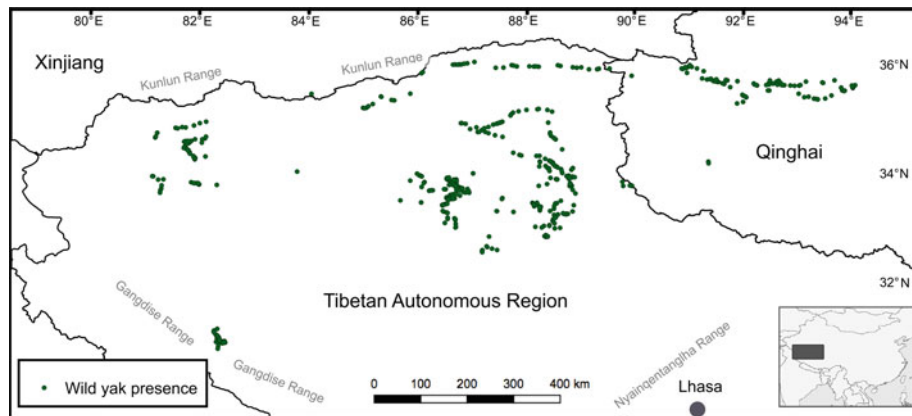 80°E 82°E 84°E 86°E 88°E 90°E 92°E 94°E
Xinjiang
Kunlun Range
Kunlun Range
36°N
Qinghai
34°N
32°N
Tibetan Autonomous Region
Gangdise Range
Gangdise Range
Nyainqentanglha Range
Lhasa
Wild yak presence
0 100 200 300 400 km